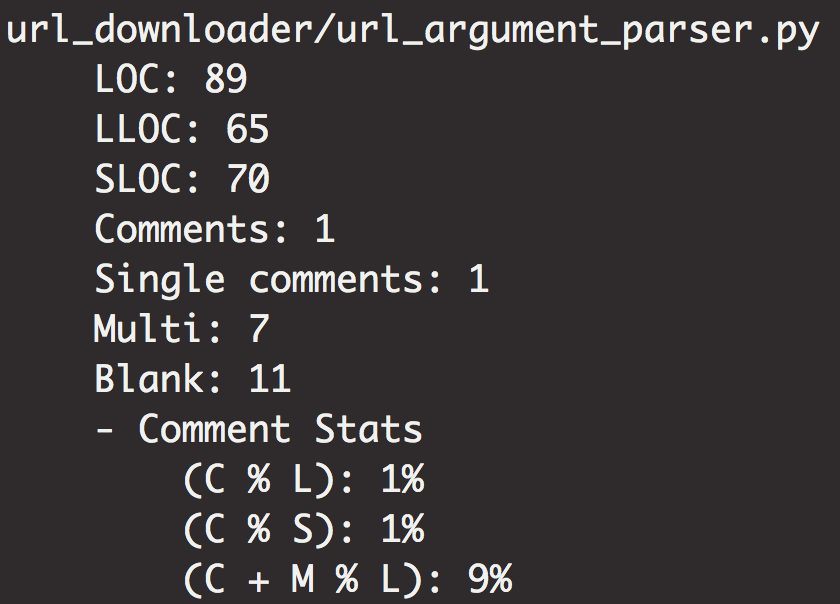 url_downloader/url_argument_parser.py
LOC: 89
LLOC: 65
SLOC: 70
Comments: 1
Single comments: 1
Multi: 7
Blank: 11
- Comment Stats
(C % L): 1%
(C % S): 1%
(C + M % L): 9%